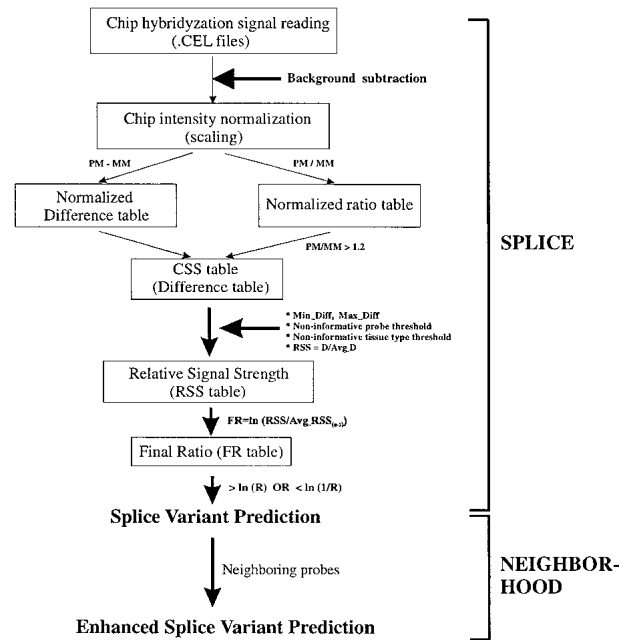 Chip hybridyzation signal reading
(.CEL files)
Background subtraction
Chip intensity normalization
(scaling)
PM - MM
PM / MM
Normalized
Difference table
Normalized ratio table
PM/MM > 1.2
CSS table
(Difference table)
SPLICE
* Min_Diff, Max_Diff
* Non-informative probe threshold
* Non-informative tissue type threshold
* RSS = D/Avg_D
Relative Signal Strength
(RSS table)
FR=ln (RSS/Avg_RSS(n-1))
Final Ratio (FR table)
> ln (R) OR < ln (1/R)
Splice Variant Prediction
Neighboring probes
NEIGHBOR-
HOOD
Enhanced Splice Variant Prediction